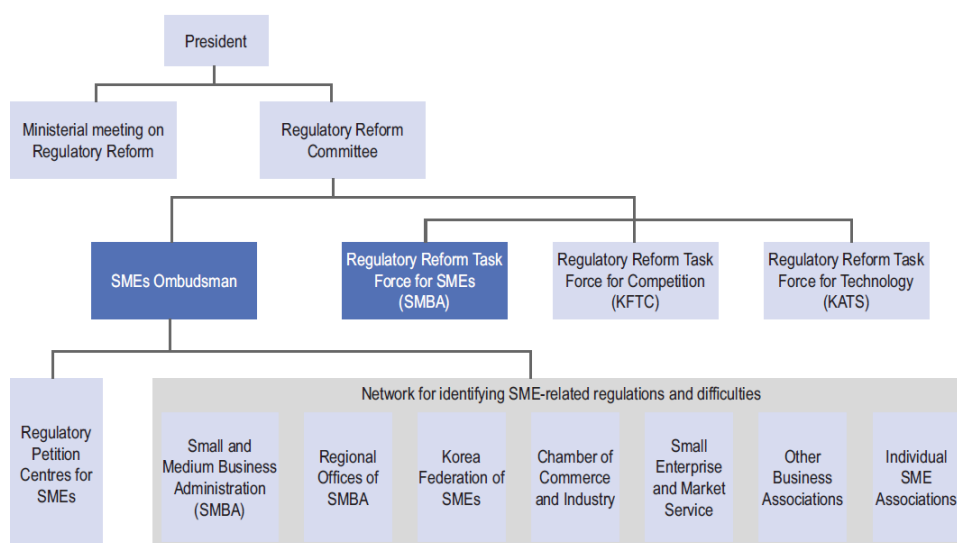 President
Ministerial meeting on
Regulatory Reform
Regulatory Reform
Committee
SMEs Ombudsman
Regulatory Reform Task
Force for SMEs
(SMBA)
Regulatory Reform Task
Force for Competition
(KFTC)
Regulatory Reform Task
Force for Technology
(KATS)
Regulatory
Petition
Centres for
SMEs
Network for identifying SME-related regulations and difficulties
Small and
Medium Business
Administration
(SMBA)
Regional
Offices of
SMBA
Korea
Federation of
SMEs
Chamber of
Commerce
and Industry
Small
Enterprise
and Market
Service
Other
Business
Associations
Individual
SME
Associations